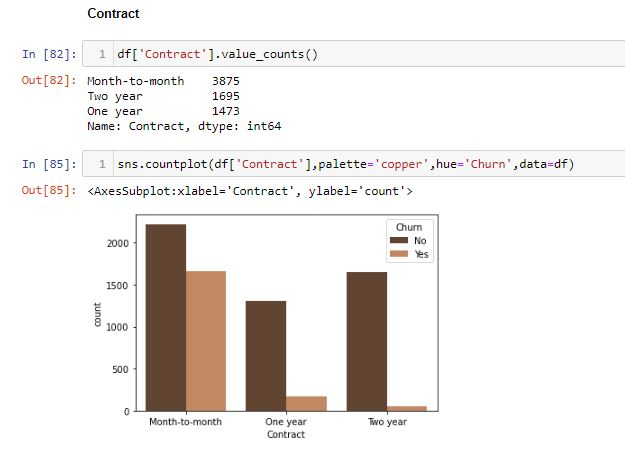 Contract
In [82]: 1 df['Contract'].value_counts()
Out[82]: Month-to-month 3875
Two year 1695
One year 1473
Name: Contract, dtype: int64
In [85]: 1 sns.countplot(df['Contract'],palette='copper',hue='Churn',data=df)
Out[85]: <AxesSubplot:xlabel='Contract', ylabel='count'>
Churn
No
Yes
2000
1500
1000
500
0
count
Month-to-month One year Two year
Contract